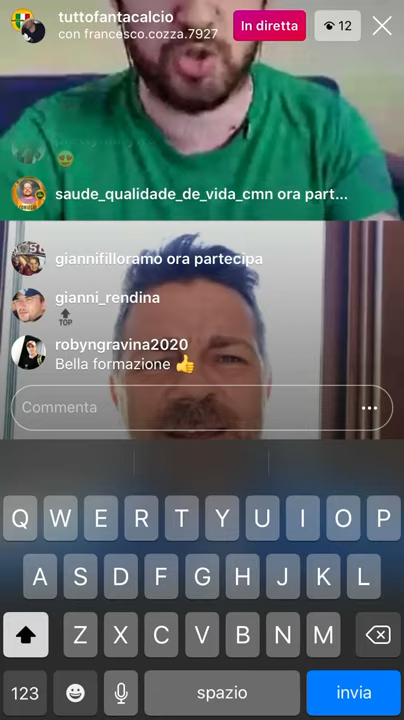 tuttofantacalcio
con francesco.cozza.7927
In diretta
12
saude_qualidade_de_vida_cmn ora part...
giannifilloramo ora partecipa
gianni_rendina
TOP
robyngravina2020
Bella formazione 👍
Commenta
Q W E R T Y U I O P
A S D F G H J K L
Z X C V B N M
123
spazio
invia